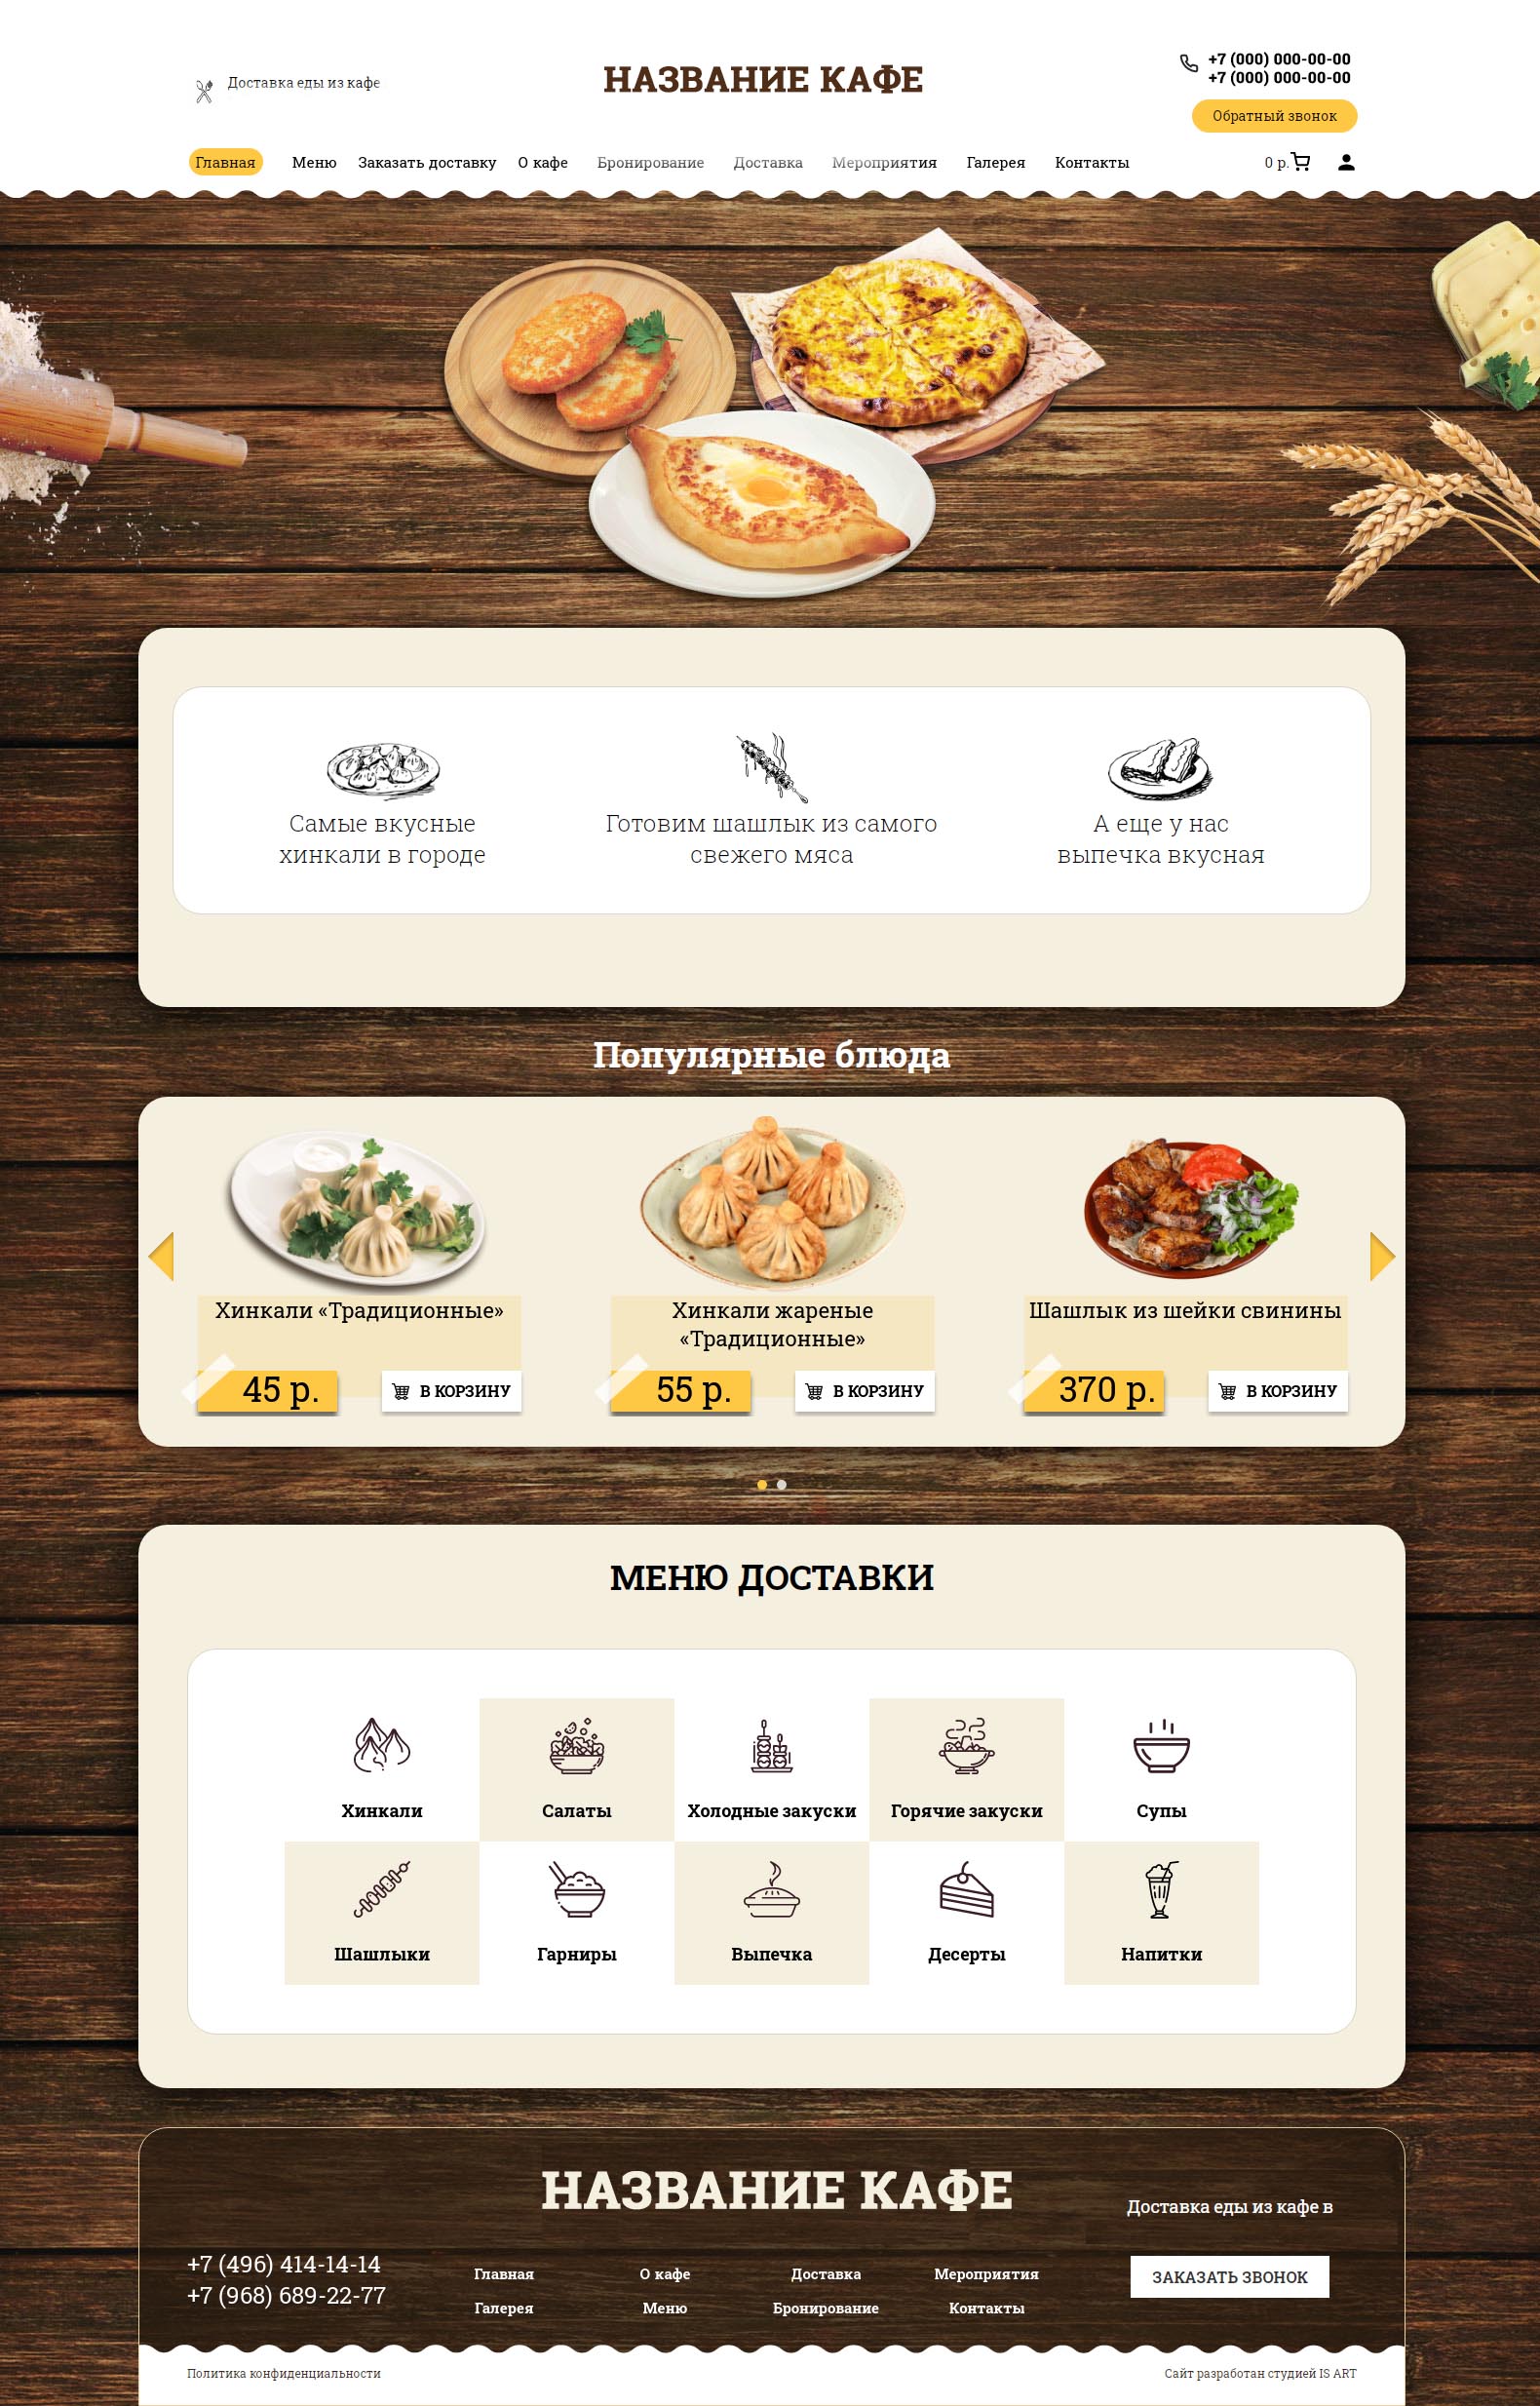 Доставка еды из кафе
НАЗВАНИЕ КАФЕ
+7 (000) 000-00-00
+7 (000) 000-00-00
Обратный звонок
Главная Меню Заказать доставку О кафе Бронирование Доставка Мероприятия Галерея Контакты 0 р.
Самые вкусные
хинкали в городе
Готовим шашлык из самого
свежего мяса
А еще у нас
выпечка вкусная
Популярные блюда
Хинкали «Традиционные»
45 р. В КОРЗИНУ
Хинкали жареные
«Традиционные»
55 р. В КОРЗИНУ
Шашлык из шейки свинины
370 р. В КОРЗИНУ
МЕНЮ ДОСТАВКИ
Хинкали Салаты Холодные закуски Горячие закуски Супы
Шашлыки Гарниры Выпечка Десерты Напитки
НАЗВАНИЕ КАФЕ
Доставка еды из кафе в
+7 (496) 414-14-14
+7 (968) 689-22-77
Главная О кафе Доставка Мероприятия
Галерея Меню Бронирование Контакты
ЗАКАЗАТЬ ЗВОНОК
Политика конфиденциальности
Сайт разработан студией IS ART